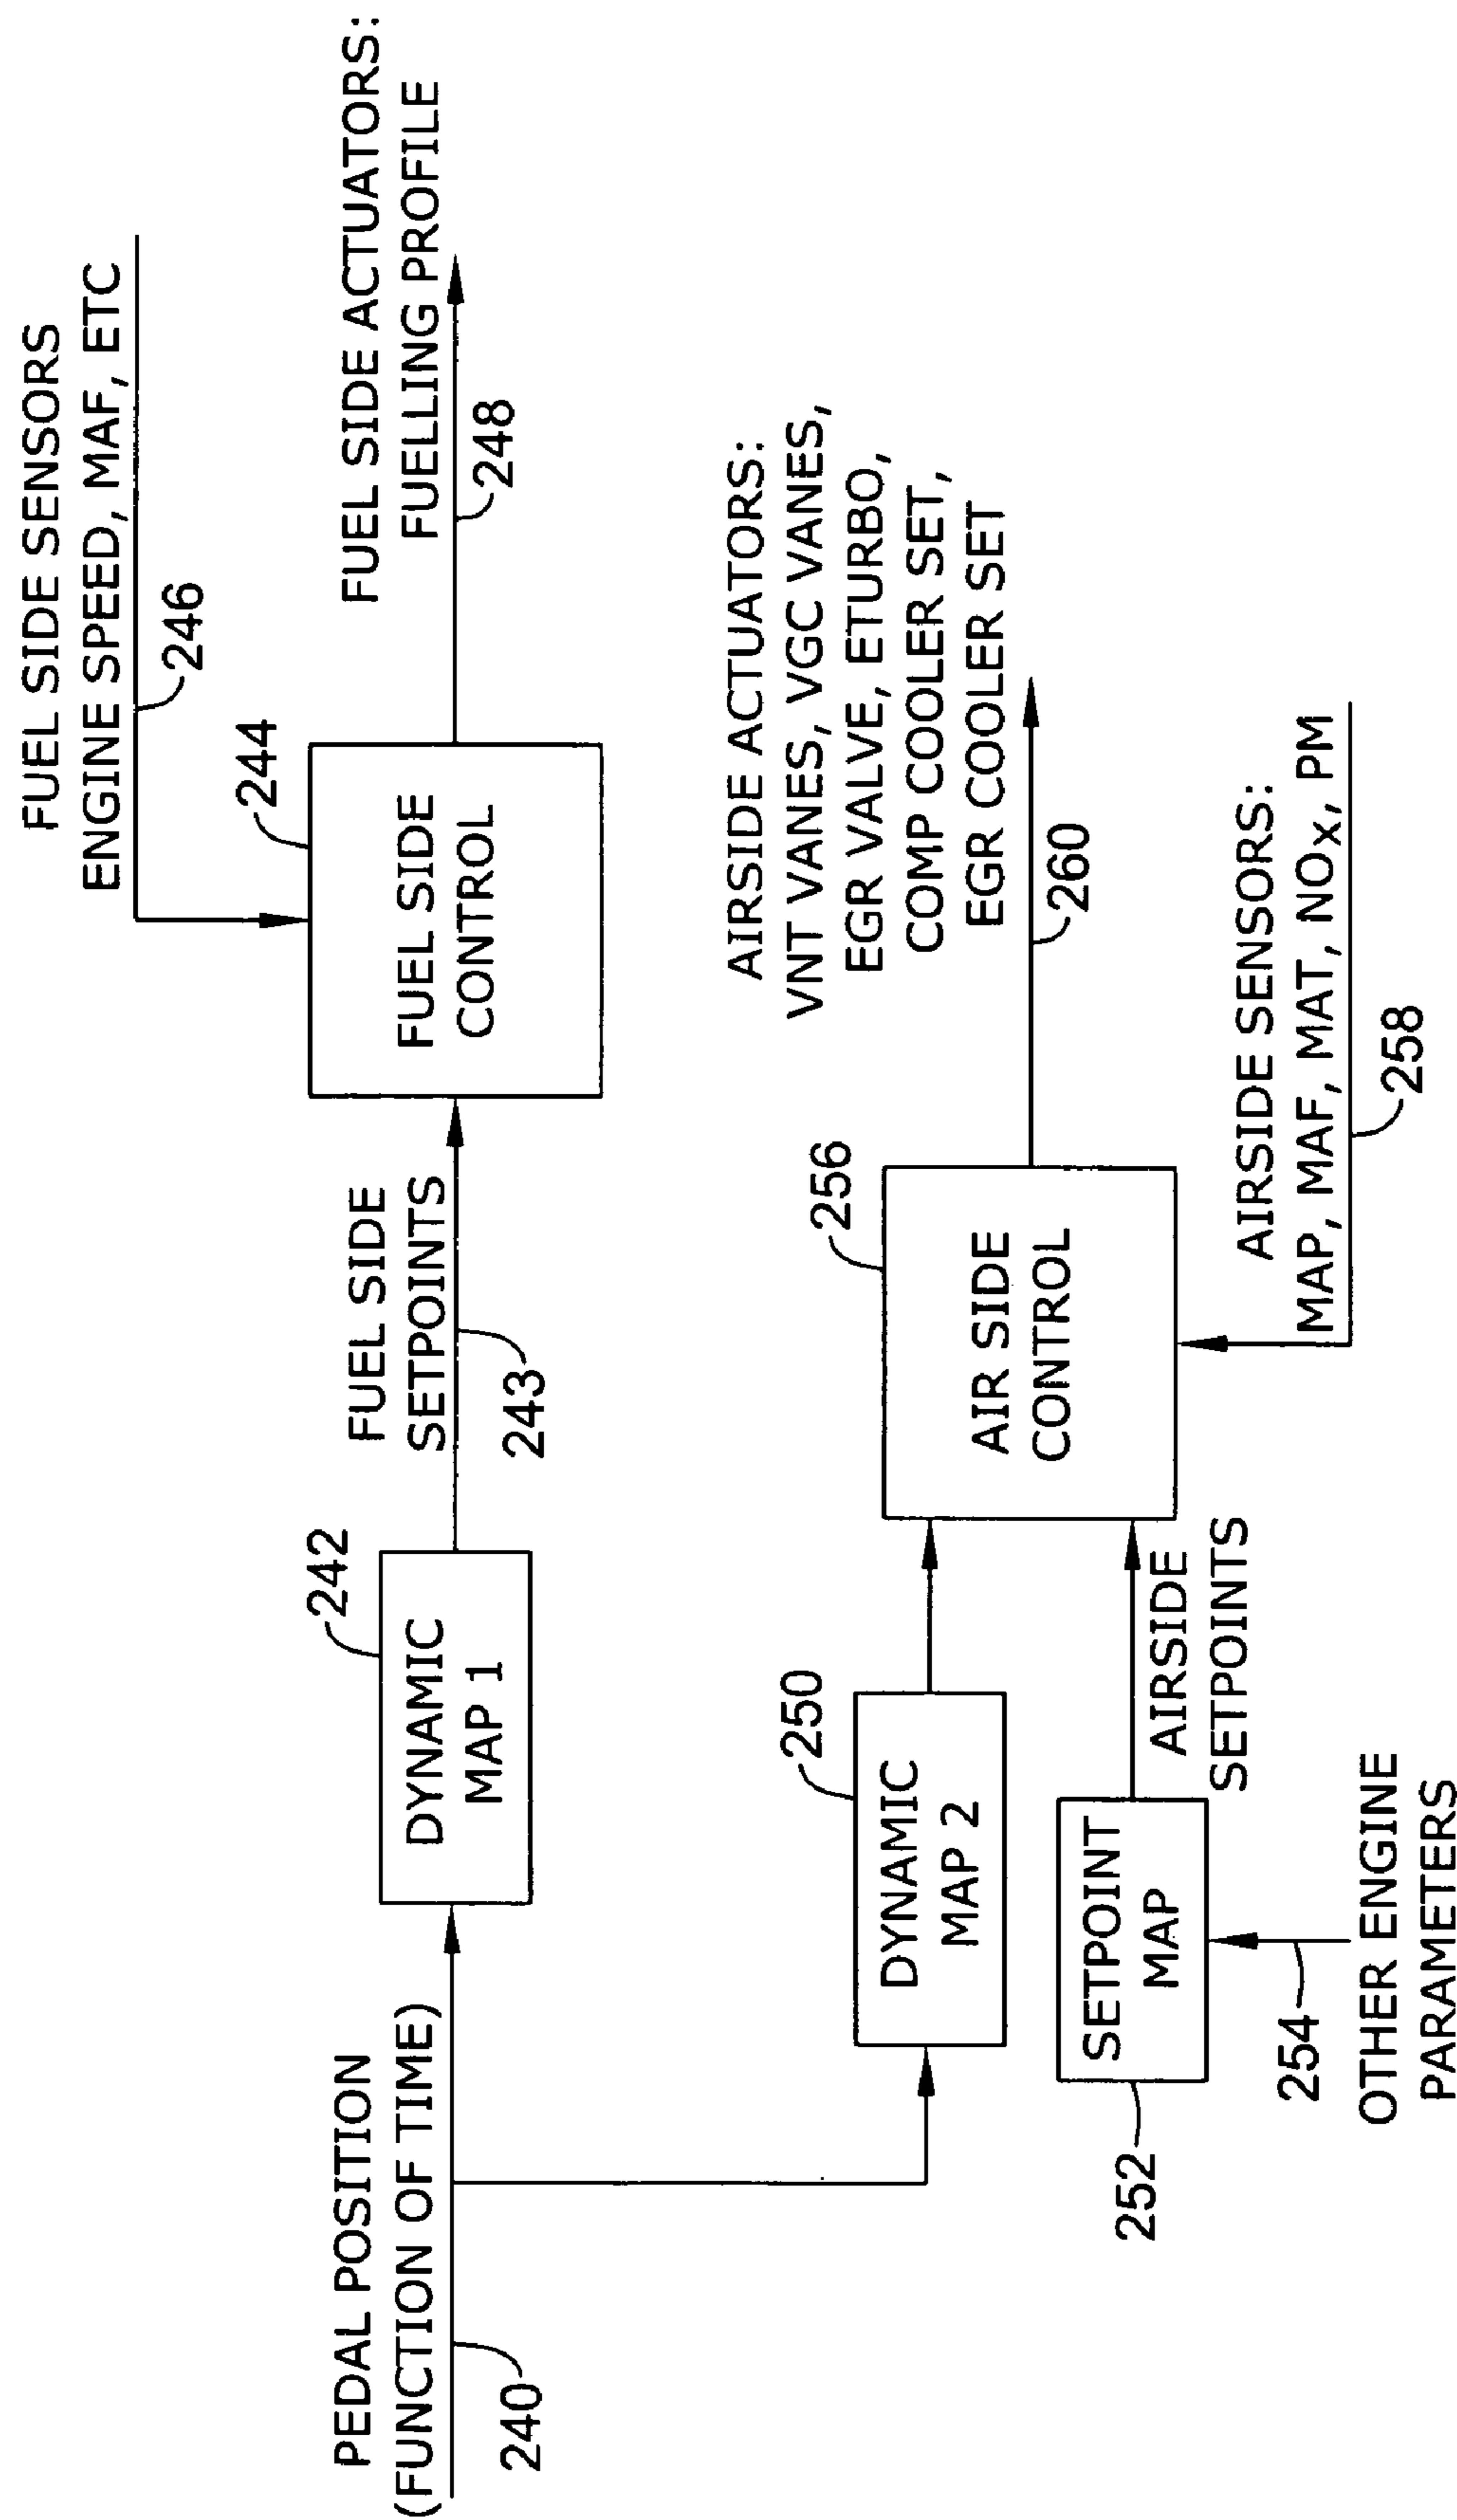 FUEL SIDE SENSORS
ENGINE SPEED, MAF, ETC
246
244
FUEL SIDE ACTUATORS:
FUELLING PROFILE
248
FUEL SIDE
CONTROL
FUEL SIDE
SETPOINTS
243
242
DYNAMIC
MAP 1
PEDAL POSITION
(FUNCTION OF TIME)
240
AIRSIDE ACTUATORS:
VNT VANES, VGC VANES,
EGR VALVE, ETURBO,
COMP COOLER SET,
EGR COOLER SET
260
256
AIR SIDE
CONTROL
250
DYNAMIC
MAP 2
SETPOINT
MAP
252
AIRSIDE
SETPOINTS
AIRSIDE SENSORS:
MAP, MAF, MAT, NOx, PM
258
254
OTHER ENGINE
PARAMETERS